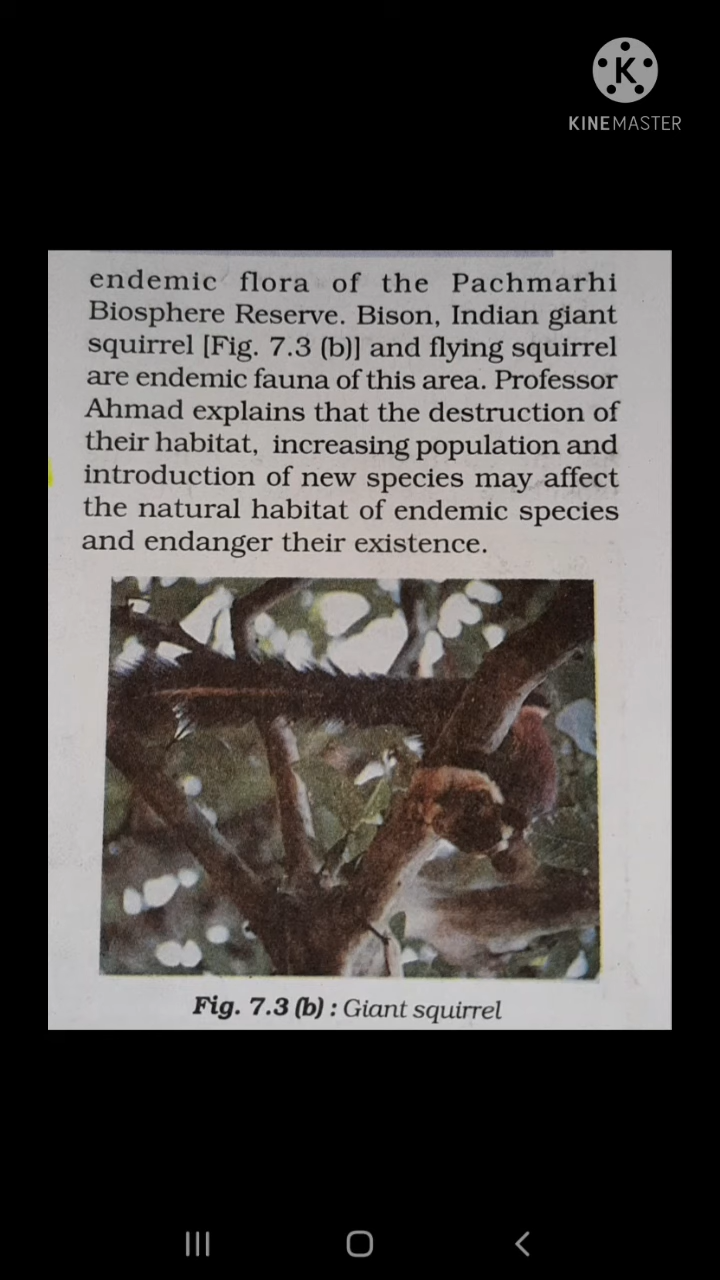 K
KINEMASTER
endemic flora of the Pachmarhi
Biosphere Reserve. Bison, Indian giant
squirrel [Fig. 7.3 (b)] and flying squirrel
are endemic fauna of this area. Professor
Ahmad explains that the destruction of
their habitat, increasing population and
introduction of new species may affect
the natural habitat of endemic species
and endanger their existence.
Fig. 7.3 (b) : Giant squirrel